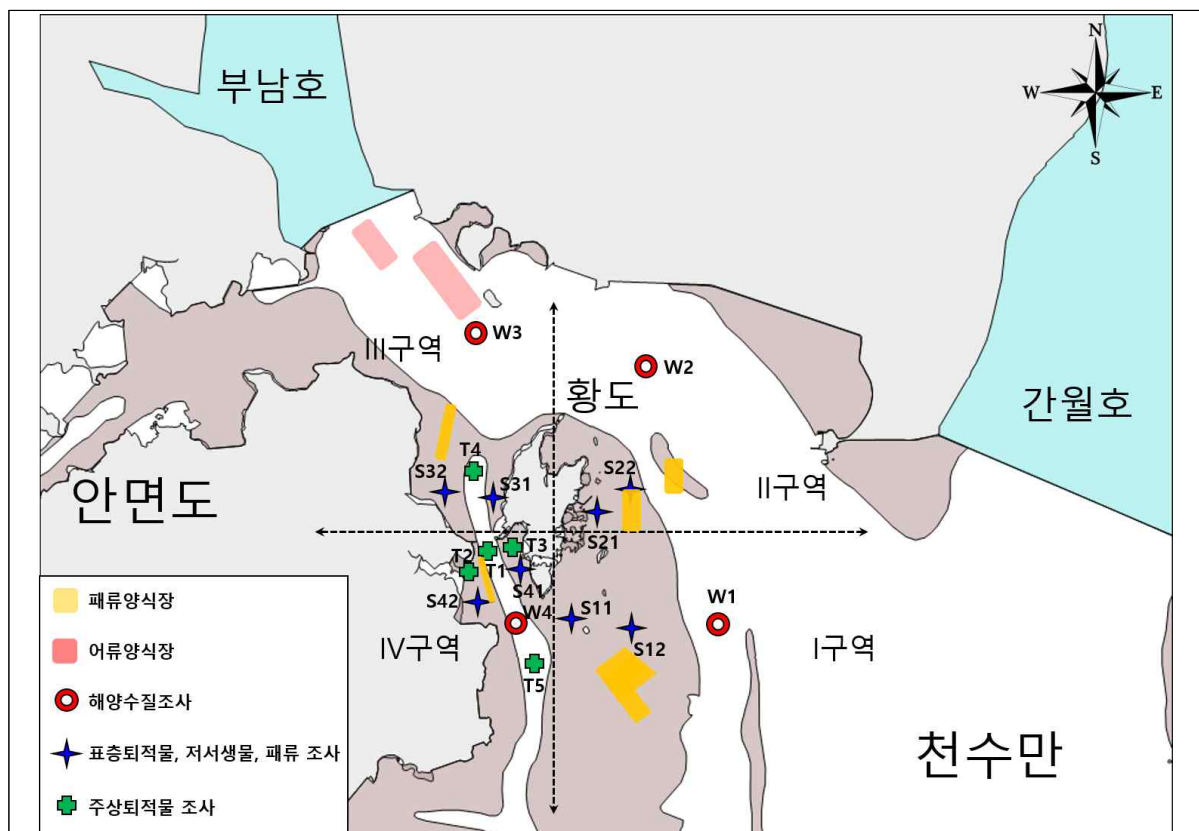 부남호
N
W
E
S
III구역
W3
W2
황도
간월호
T4
S32
S31
S22
안면도
II구역
S21
T3
T2
T1
S41
S42
W4
S11
W1
S12
IV구역
I구역
T5
천수만
패류양식장
어류양식장
해양수질조사
표층퇴적물, 저서생물, 패류 조사
주상퇴적물 조사